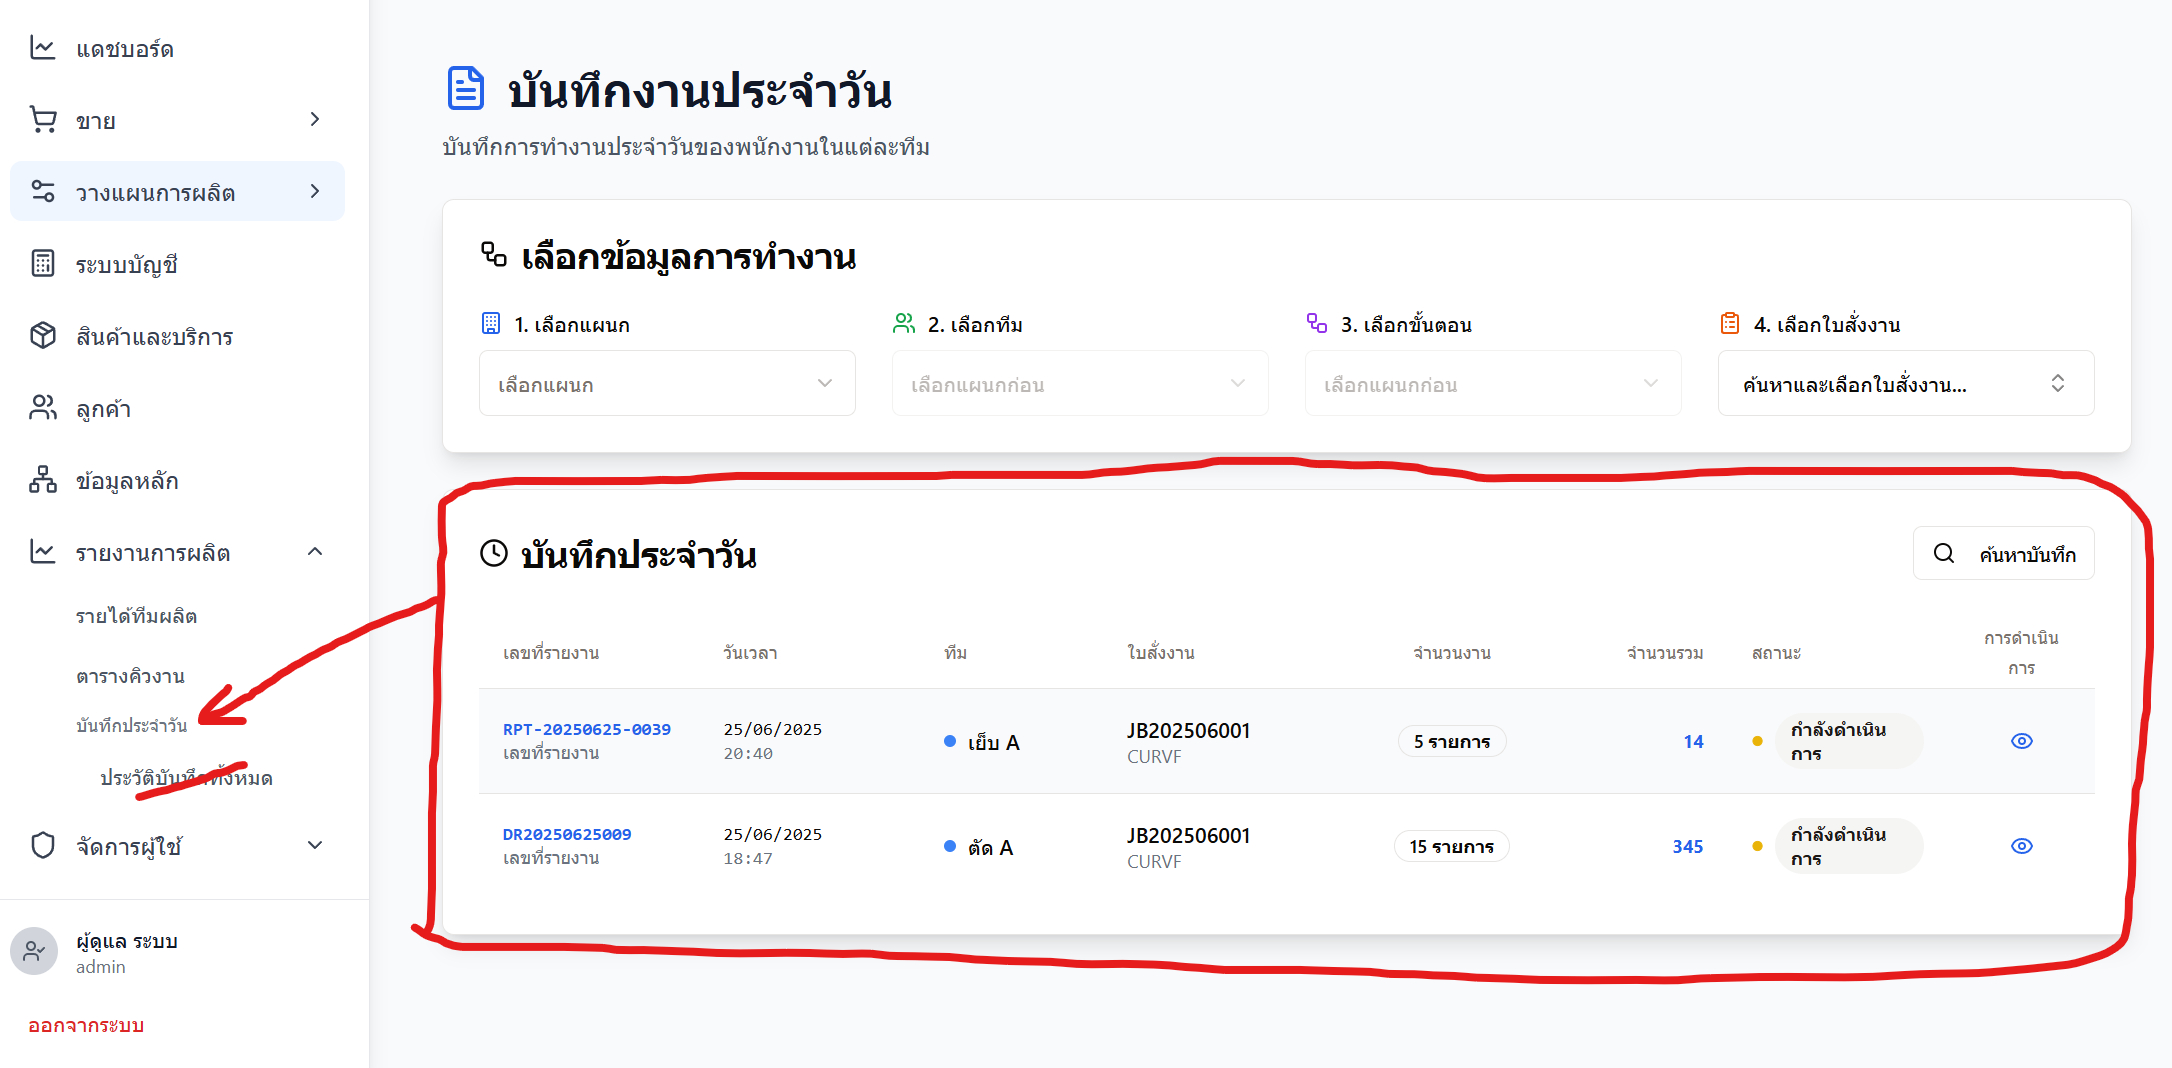 แดชบอร์ด
ขาย
วางแผนการผลิต
ระบบบัญชี
สินค้าและบริการ
ลูกค้า
ข้อมูลหลัก
รายงานการผลิต
รายได้ทีมผลิต
ตารางคิวงาน
บันทึกประจำวัน
ประวัติบันทึกทั้งหมด
จัดการผู้ใช้
ผู้ดูแล ระบบ
admin
ออกจากระบบ
บันทึกงานประจำวัน
บันทึกการทำงานประจำวันของพนักงานในแต่ละทีม
เลือกข้อมูลการทำงาน
1. เลือกแผนก
2. เลือกทีม
3. เลือกขั้นตอน
4. เลือกใบสั่งงาน
เลือกแผนก
เลือกแผนกก่อน
เลือกแผนกก่อน
ค้นหาและเลือกใบสั่งงาน...
บันทึกประจำวัน
ค้นหาบันทึก
เลขที่รายงาน วันเวลา ทีม ใบสั่งงาน จำนวนงาน จำนวนรวม สถานะ การดำเนิน
การ
RPT-20250625-0039 25/06/2025 เย็บ A JB202506001 5 รายการ 14 กำลังดำเนิน
เลขที่รายงาน 20:40 CURVF การ
DR20250625009 25/06/2025 ตัด A JB202506001 15 รายการ 345 กำลังดำเนิน
เลขที่รายงาน 18:47 CURVF การ